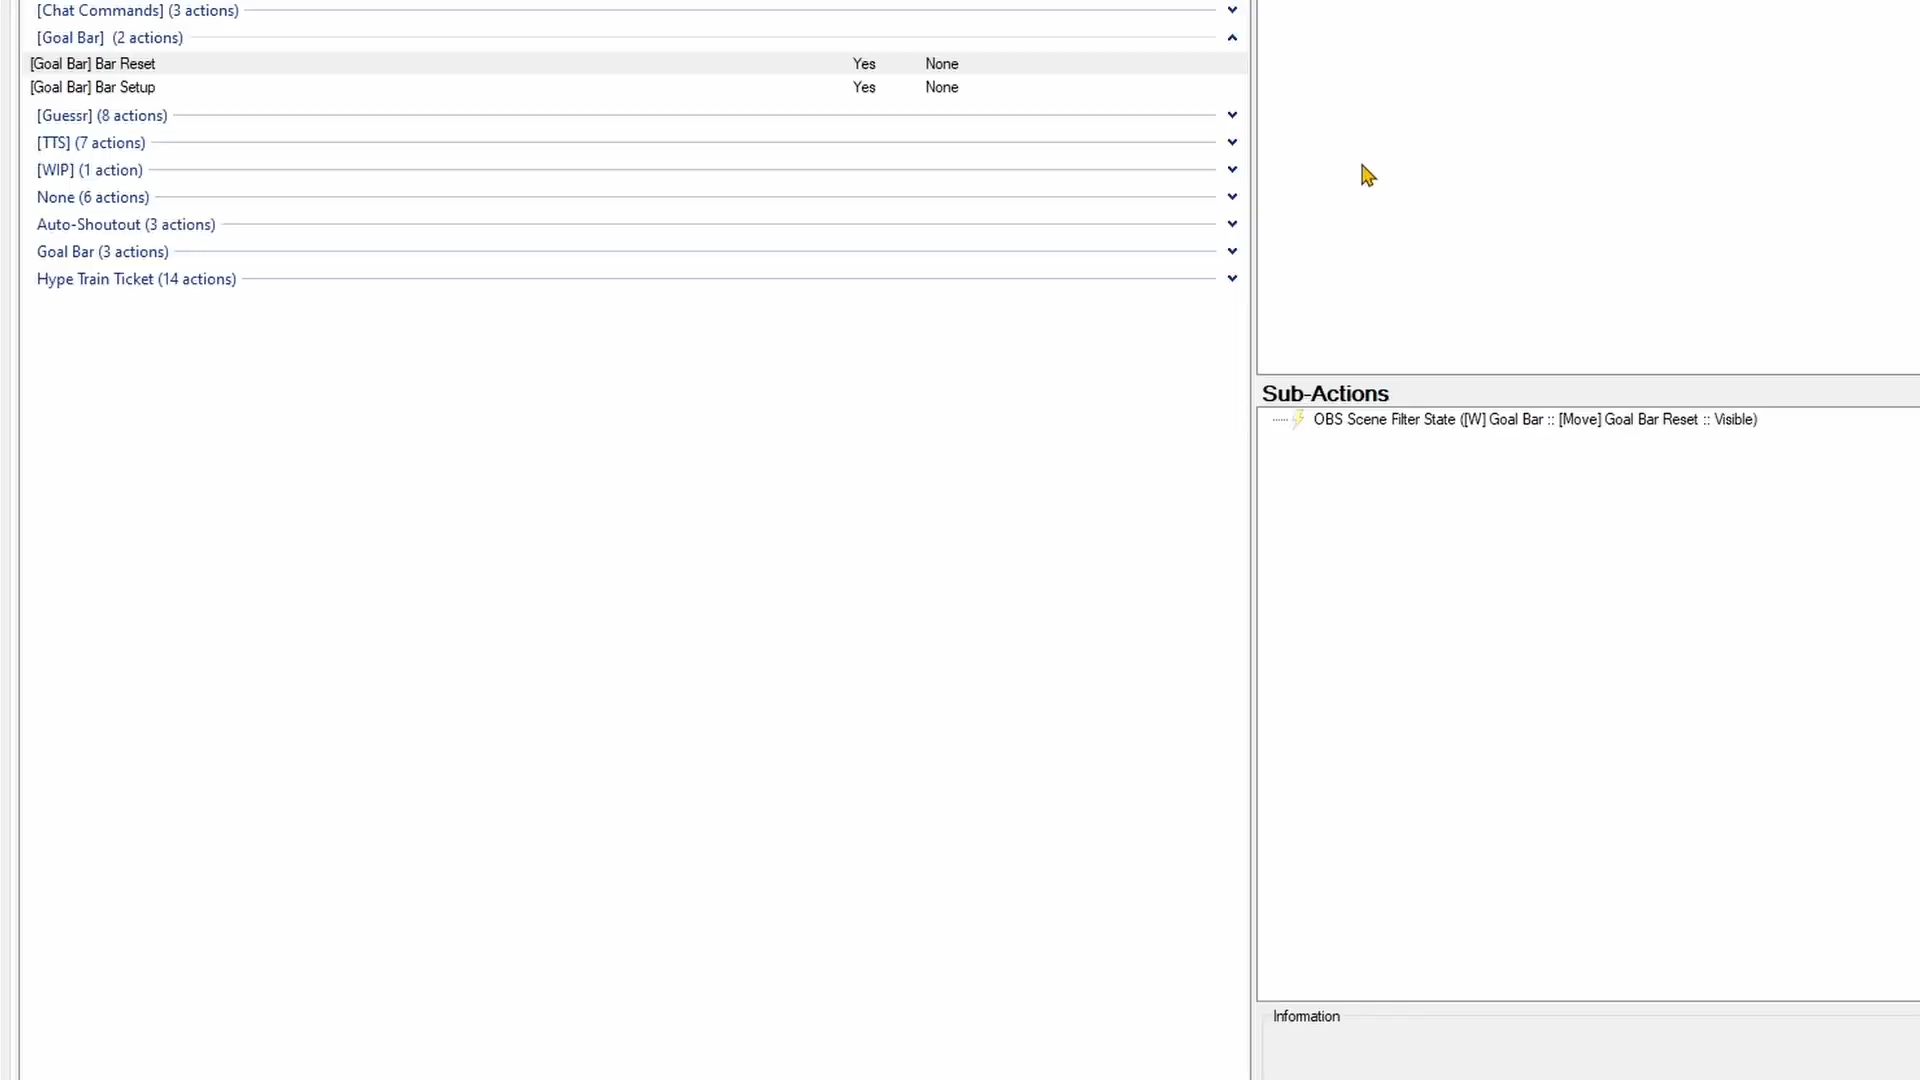 [Chat Commands] (3 actions)
[Goal Bar]  (2 actions)
[Goal Bar] Bar Reset Yes None
[Goal Bar] Bar Setup Yes None
[Guessr] (8 actions)
[TTS] (7 actions)
[WIP] (1 action)
None (6 actions)
Auto-Shoutout (3 actions)
Goal Bar (3 actions)
Hype Train Ticket (14 actions)
Sub-Actions
OBS Scene Filter State ([W] Goal Bar :: [Move] Goal Bar Reset :: Visible)
Information